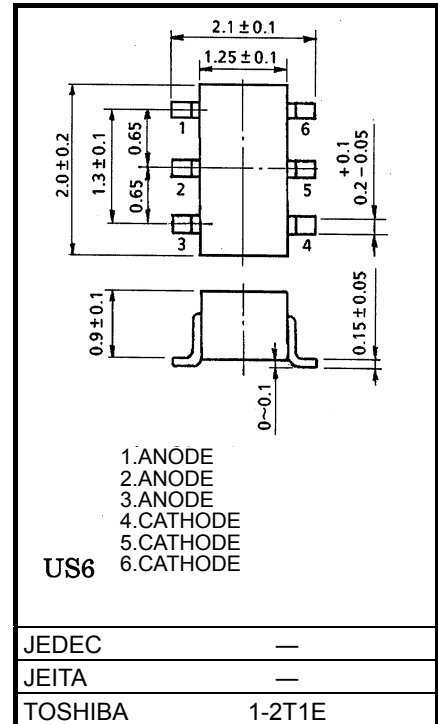 2.1±0.1
1.25±0.1
2.0±0.2
1.3±0.1
0.65
0.65
1
2
3
6
5
4
+0.1
0.2-0.05
0.9±0.1
0.15±0.05
0~0.1
1.ANODE
2.ANODE
3.ANODE
4.CATHODE
5.CATHODE
US6 6.CATHODE
JEDEC —
JEITA —
TOSHIBA 1-2T1E